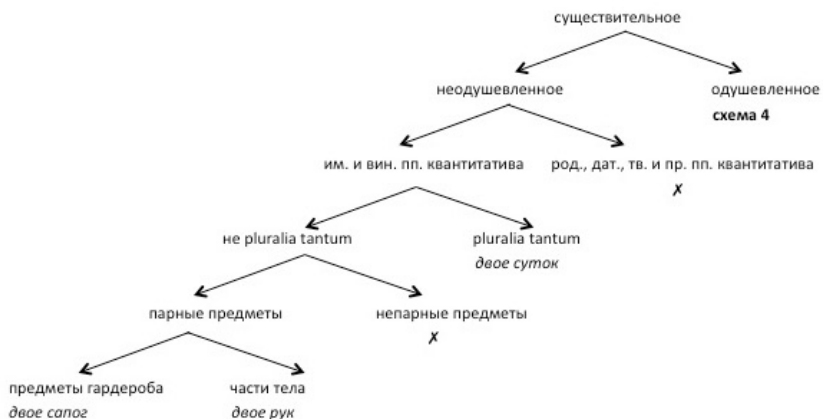 существительное
неодушевленное
одушевленное
схема 4
им. и вин. пп. квантитатива
род., дат., тв. и пр. пп. квантитатива
✗
не pluralia tantum
pluralia tantum
двое суток
парные предметы
непарные предметы
✗
предметы гардероба
части тела
двое сапог
двое рук